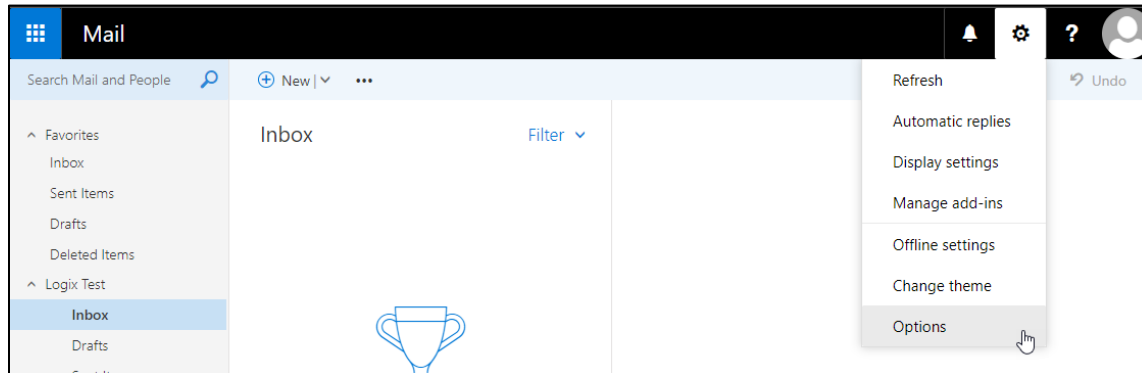 Mail
?
Search Mail and People
New
Undo
Favorites
Inbox
Sent Items
Drafts
Deleted Items
Logix Test
Inbox
Drafts
Inbox
Filter
Refresh
Automatic replies
Display settings
Manage add-ins
Offline settings
Change theme
Options